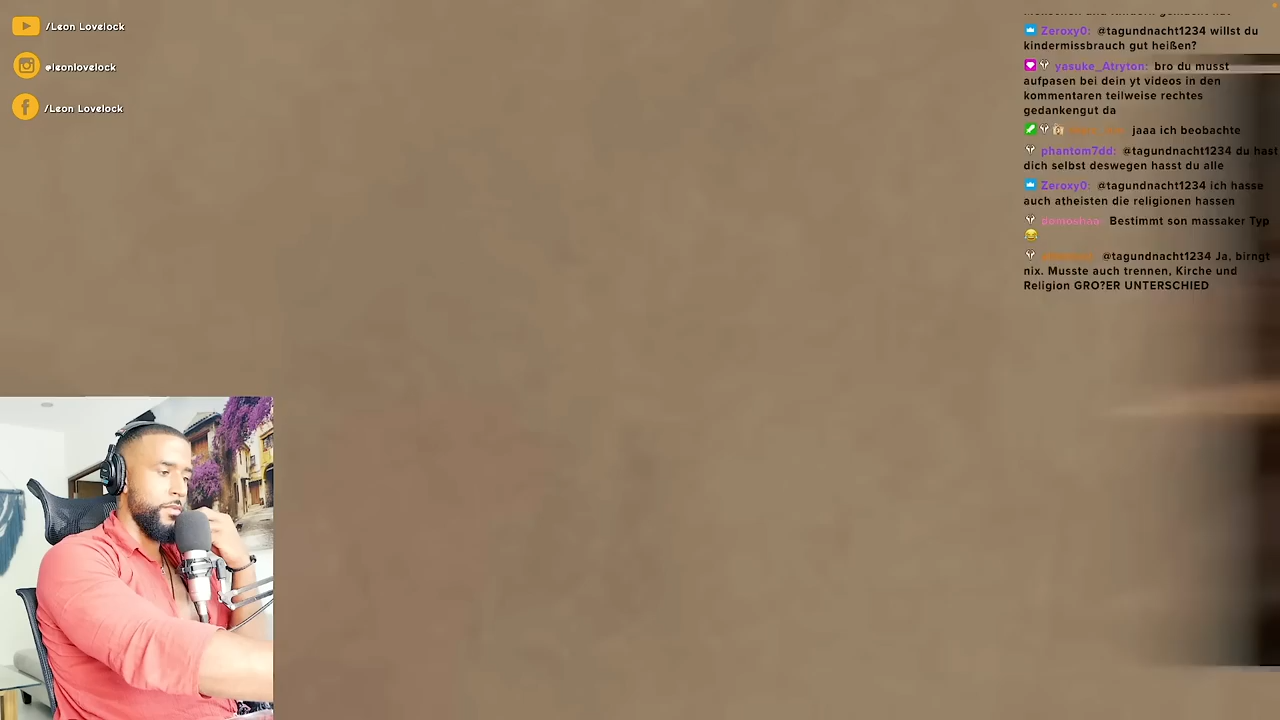 /Leon Lovelock
@leonlovelock
/Leon Lovelock
Zeroxy0: @tagundnacht1234 willst du
kindermissbrauch gut heißen?
yasuke_Atryton: bro du musst
aufpasen bei dein yt videos in den
kommentaren teilweise rechtes
gedankengut da
jaaa ich beobachte
phantom7dd: @tagundnacht1234 du hast
dich selbst deswegen hasst du alle
Zeroxy0: @tagundnacht1234 ich hasse
auch atheisten die religionen hassen
Bestimmt son massaker Typ
@tagundnacht1234 Ja, birngt
nix. Musste auch trennen, Kirche und
Religion GRO?ER UNTERSCHIED